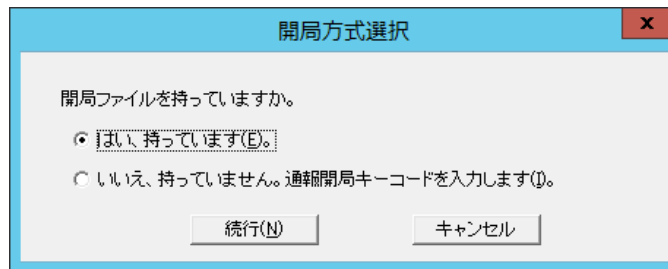 開局方式選択
x
開局ファイルを持っていますか。
はい、持っています(E)。
いいえ、持っていません。通報開局キーコードを入力します(I)。
続行(N) キャンセル